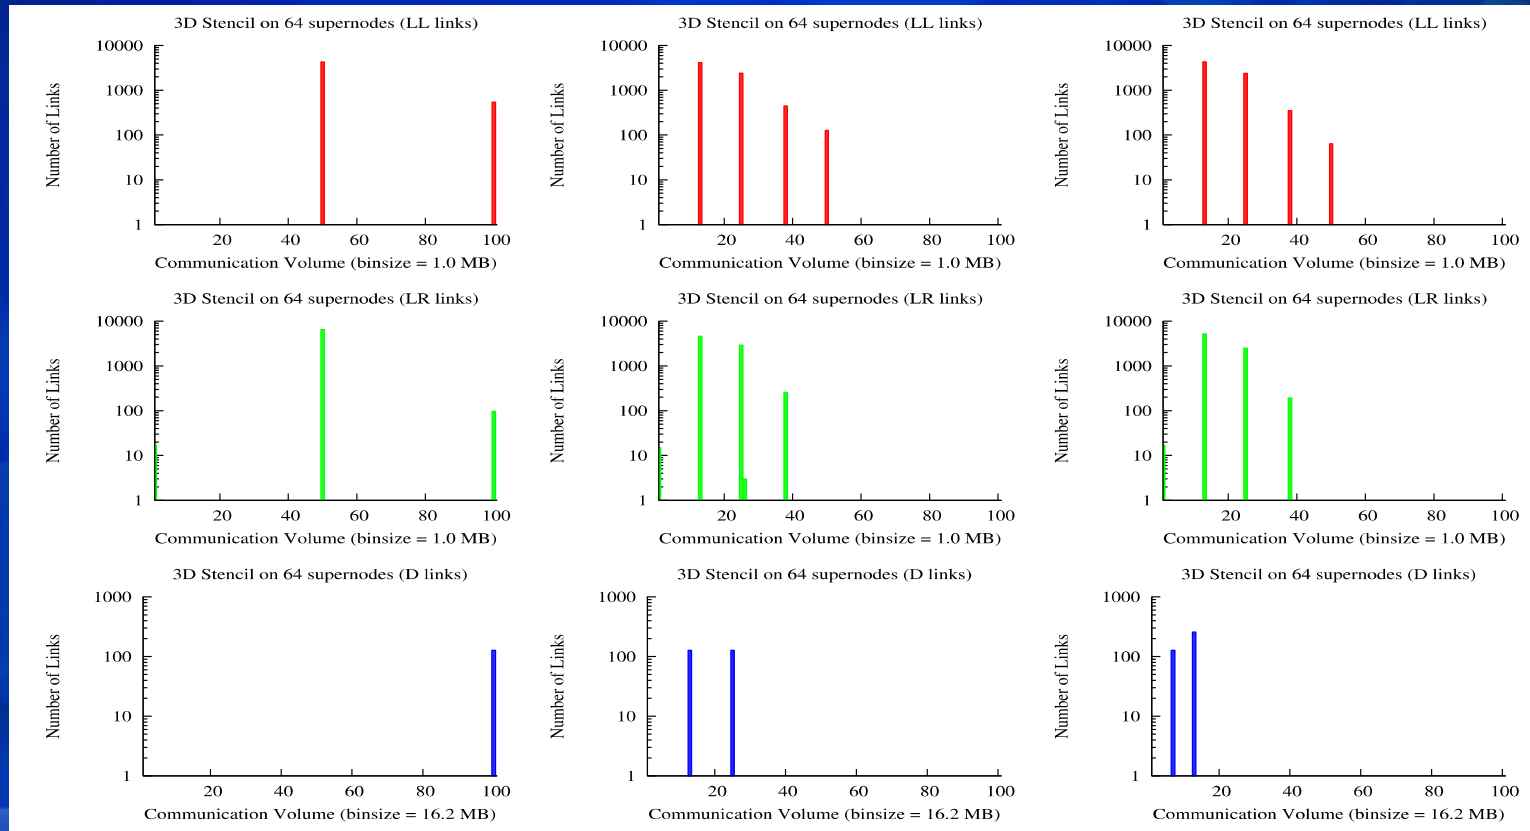 3D Stencil on 64 supernodes (LL links)
10000
1000
100
10
1
Number of Links
20 40 60 80 100
Communication Volume (binsize = 1.0 MB)
3D Stencil on 64 supernodes (LL links)
10000
1000
100
10
1
Number of Links
20 40 60 80 100
Communication Volume (binsize = 1.0 MB)
3D Stencil on 64 supernodes (LL links)
10000
1000
100
10
1
Number of Links
20 40 60 80 100
Communication Volume (binsize = 1.0 MB)
3D Stencil on 64 supernodes (LR links)
10000
1000
100
10
1
Number of Links
20 40 60 80 100
Communication Volume (binsize = 1.0 MB)
3D Stencil on 64 supernodes (LR links)
10000
1000
100
10
1
Number of Links
20 40 60 80 100
Communication Volume (binsize = 1.0 MB)
3D Stencil on 64 supernodes (LR links)
10000
1000
100
10
1
Number of Links
20 40 60 80 100
Communication Volume (binsize = 1.0 MB)
3D Stencil on 64 supernodes (D links)
1000
100
10
1
Number of Links
20 40 60 80 100
Communication Volume (binsize = 16.2 MB)
3D Stencil on 64 supernodes (D links)
1000
100
10
1
Number of Links
20 40 60 80 100
Communication Volume (binsize = 16.2 MB)
3D Stencil on 64 supernodes (D links)
1000
100
10
1
Number of Links
20 40 60 80 100
Communication Volume (binsize = 16.2 MB)